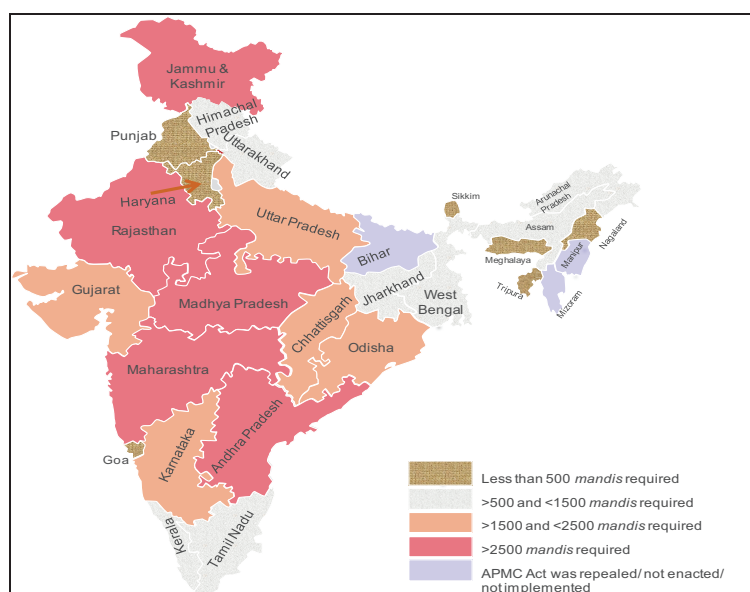 Jammu &
Kashmir
Himachal
Pradesh
Punjab
Uttarakhand
Haryana
Rajasthan
Uttar Pradesh
Sikkim
Arunachal
Pradesh
Assam
Nagaland
Bihar
Meghalaya
Manipur
Gujarat
Madhya Pradesh
Jharkhand
West
Bengal
Tripura
Mizoram
Chhattisgarh
Odisha
Maharashtra
Andhra Pradesh
Karnataka
Goa
Kerala
Tamil Nadu
Less than 500 mandis required
>500 and <1500 mandis required
>1500 and <2500 mandis required
>2500 mandis required
APMC Act was repealed/ not enacted/
not implemented